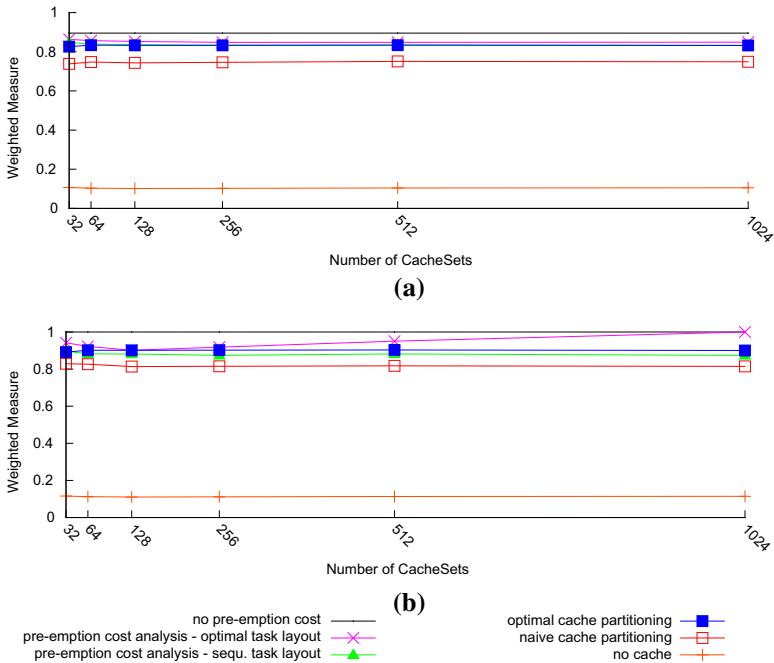 1
0.8
0.6
0.4
0.2
0
Weighted Measure
32
64
128
256
512
1024
Number of CacheSets
(a)
1
0.8
0.6
0.4
0.2
0
Weighted Measure
32
64
128
256
512
1024
Number of CacheSets
(b)
no pre-emption cost
pre-emption cost analysis - optimal task layout
pre-emption cost analysis - sequ. task layout
optimal cache partitioning
naive cache partitioning
no cache